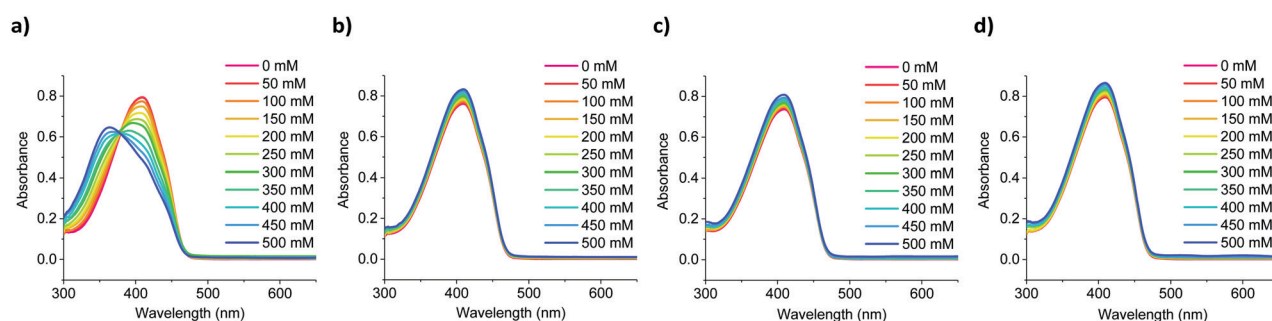 a)
Absorbance
0.8
0.6
0.4
0.2
0.0
300
400
500
600
Wavelength (nm)
0 mM
50 mM
100 mM
150 mM
200 mM
250 mM
300 mM
350 mM
400 mM
450 mM
500 mM
b)
Absorbance
0.8
0.6
0.4
0.2
0.0
300
400
500
600
Wavelength (nm)
0 mM
50 mM
100 mM
150 mM
200 mM
250 mM
300 mM
350 mM
400 mM
450 mM
500 mM
c)
Absorbance
0.8
0.6
0.4
0.2
0.0
300
400
500
600
Wavelength (nm)
0 mM
50 mM
100 mM
150 mM
200 mM
250 mM
300 mM
350 mM
400 mM
450 mM
500 mM
d)
Absorbance
0.8
0.6
0.4
0.2
0.0
300
400
500
600
Wavelength (nm)
0 mM
50 mM
100 mM
150 mM
200 mM
250 mM
300 mM
350 mM
400 mM
450 mM
500 mM